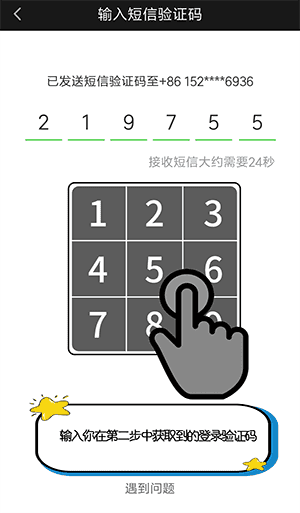 输入短信验证码
已发送短信验证码至+86 152****6936
2 1 9 7 5 5
接收短信大约需要24秒
1 2 3
4 5 6
7 8 9
输入你在第二步中获取到的登录验证码
遇到问题